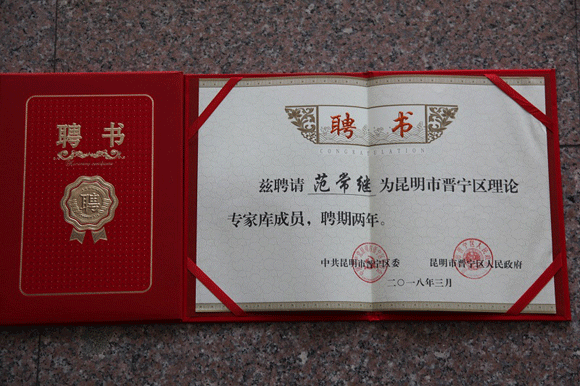 聘书
聘
聘书
CONGRATULATION
兹聘请 范常继 为昆明市晋宁区理论
专家库成员，聘期两年。
中共昆明市晋宁区委 昆明市晋宁区人民政府
二〇一八年三月